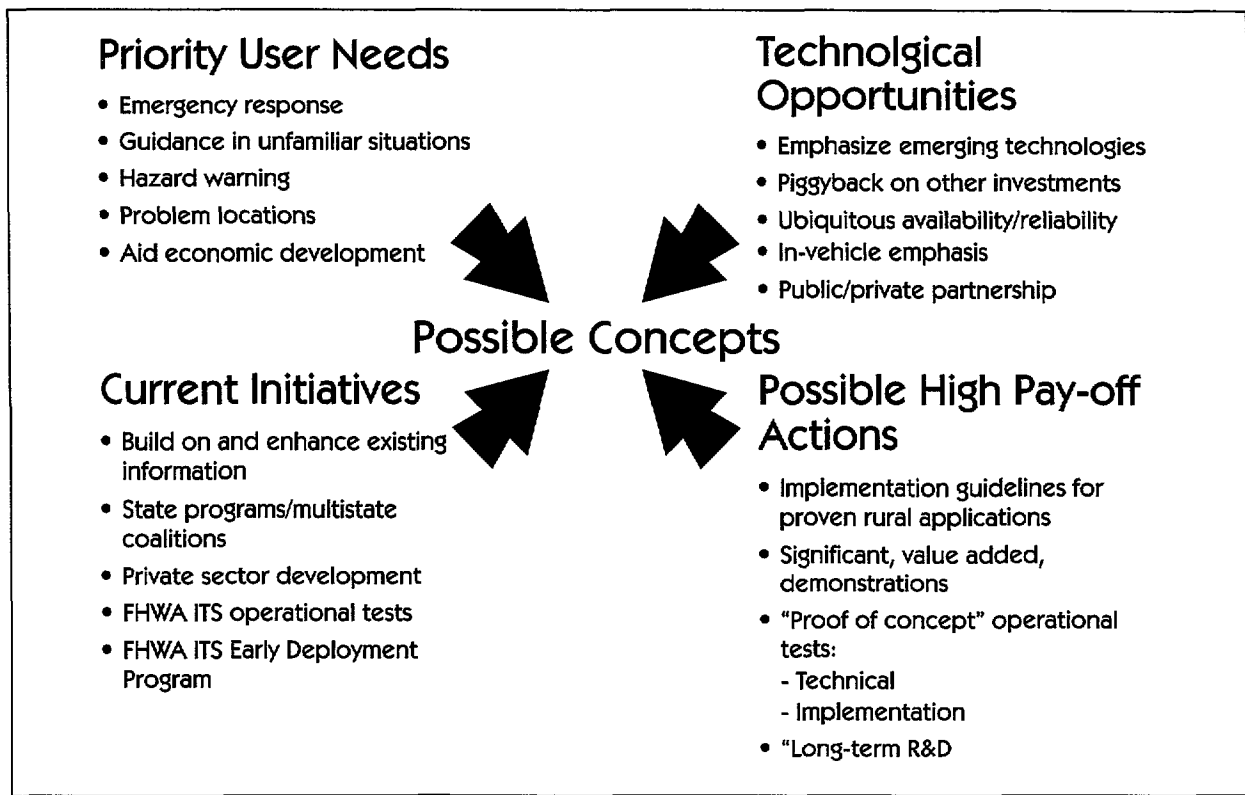 Priority User Needs
• Emergency response
• Guidance in unfamiliar situations
• Hazard warning
• Problem locations
• Aid economic development
Technolgical
Opportunities
• Emphasize emerging technologies
• Piggyback on other investments
• Ubiquitous availability/reliability
• In-vehicle emphasis
• Public/private partnership
Possible Concepts
Current Initiatives
• Build on and enhance existing
information
• State programs/multistate
coalitions
• Private sector development
• FHWA ITS operational tests
• FHWA ITS Early Deployment
Program
Possible High Pay-off
Actions
• Implementation guidelines for
proven rural applications
• Significant, value added,
demonstrations
• "Proof of concept" operational
tests:
- Technical
- Implementation
• "Long-term R&D